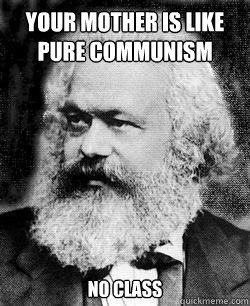 YOUR MOTHER IS LIKE
PURE COMMUNISM
NO CLASS
quickmeme.com